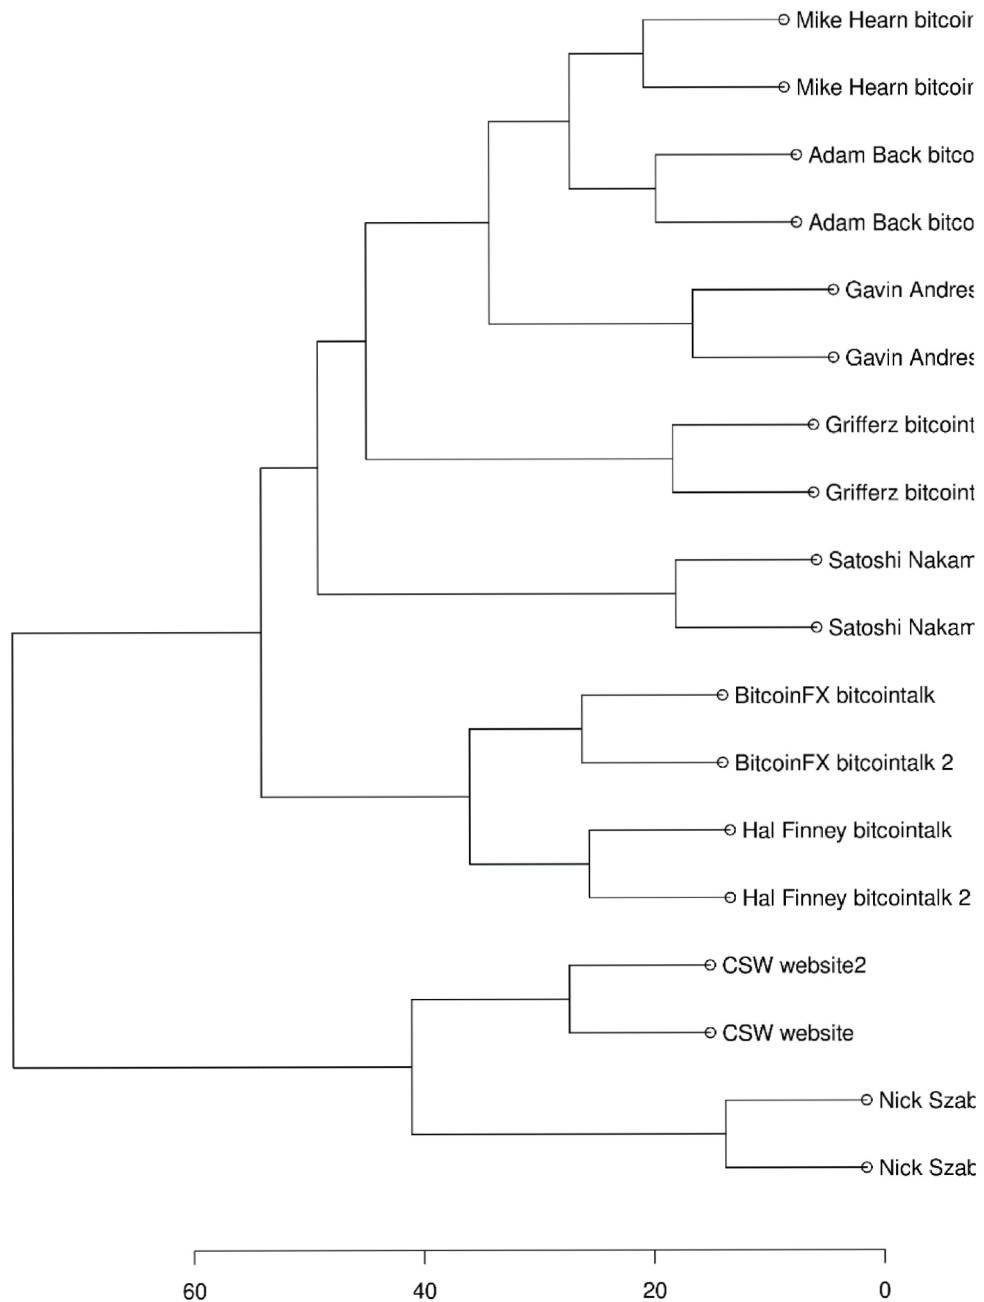 Mike Hearn bitcoin
Mike Hearn bitcoin
Adam Back bitco
Adam Back bitco
Gavin Andres
Gavin Andres
Grifferz bitcoint
Grifferz bitcoint
Satoshi Nakam
Satoshi Nakam
BitcoinFX bitcointalk
BitcoinFX bitcointalk 2
Hal Finney bitcointalk
Hal Finney bitcointalk 2
CSW website2
CSW website
Nick Szab
Nick Szab
60 40 20 0